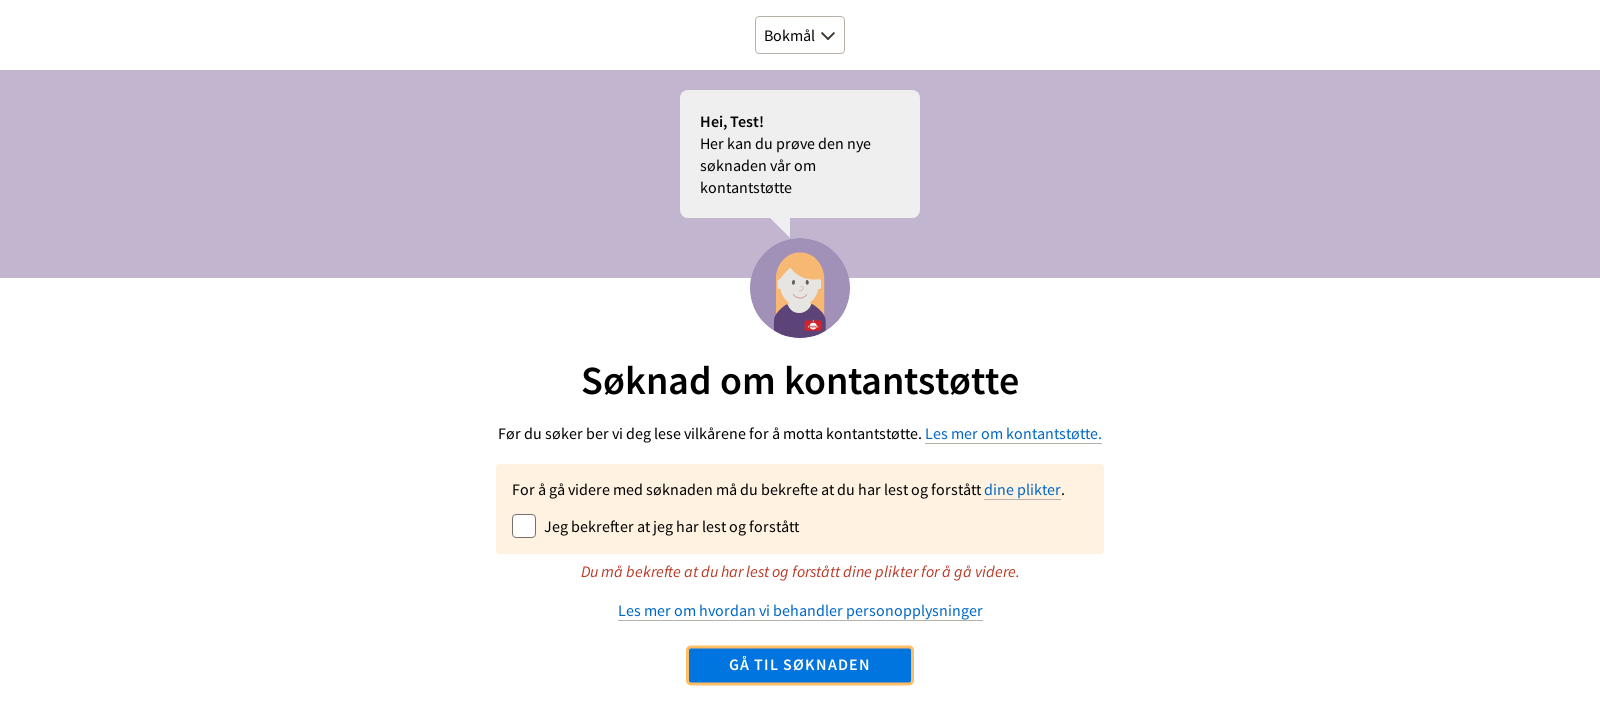 Bokmål
Hei, Test!
Her kan du prøve den nye
søknaden vår om
kontantstøtte
Søknad om kontantstøtte
Før du søker ber vi deg lese vilkårene for å motta kontantstøtte. Les mer om kontantstøtte.
For å gå videre med søknaden må du bekrefte at du har lest og forstått dine plikter.
Jeg bekrefter at jeg har lest og forstått
Du må bekrefte at du har lest og forstått dine plikter for å gå videre.
Les mer om hvordan vi behandler personopplysninger
GÅ TIL SØKNADEN